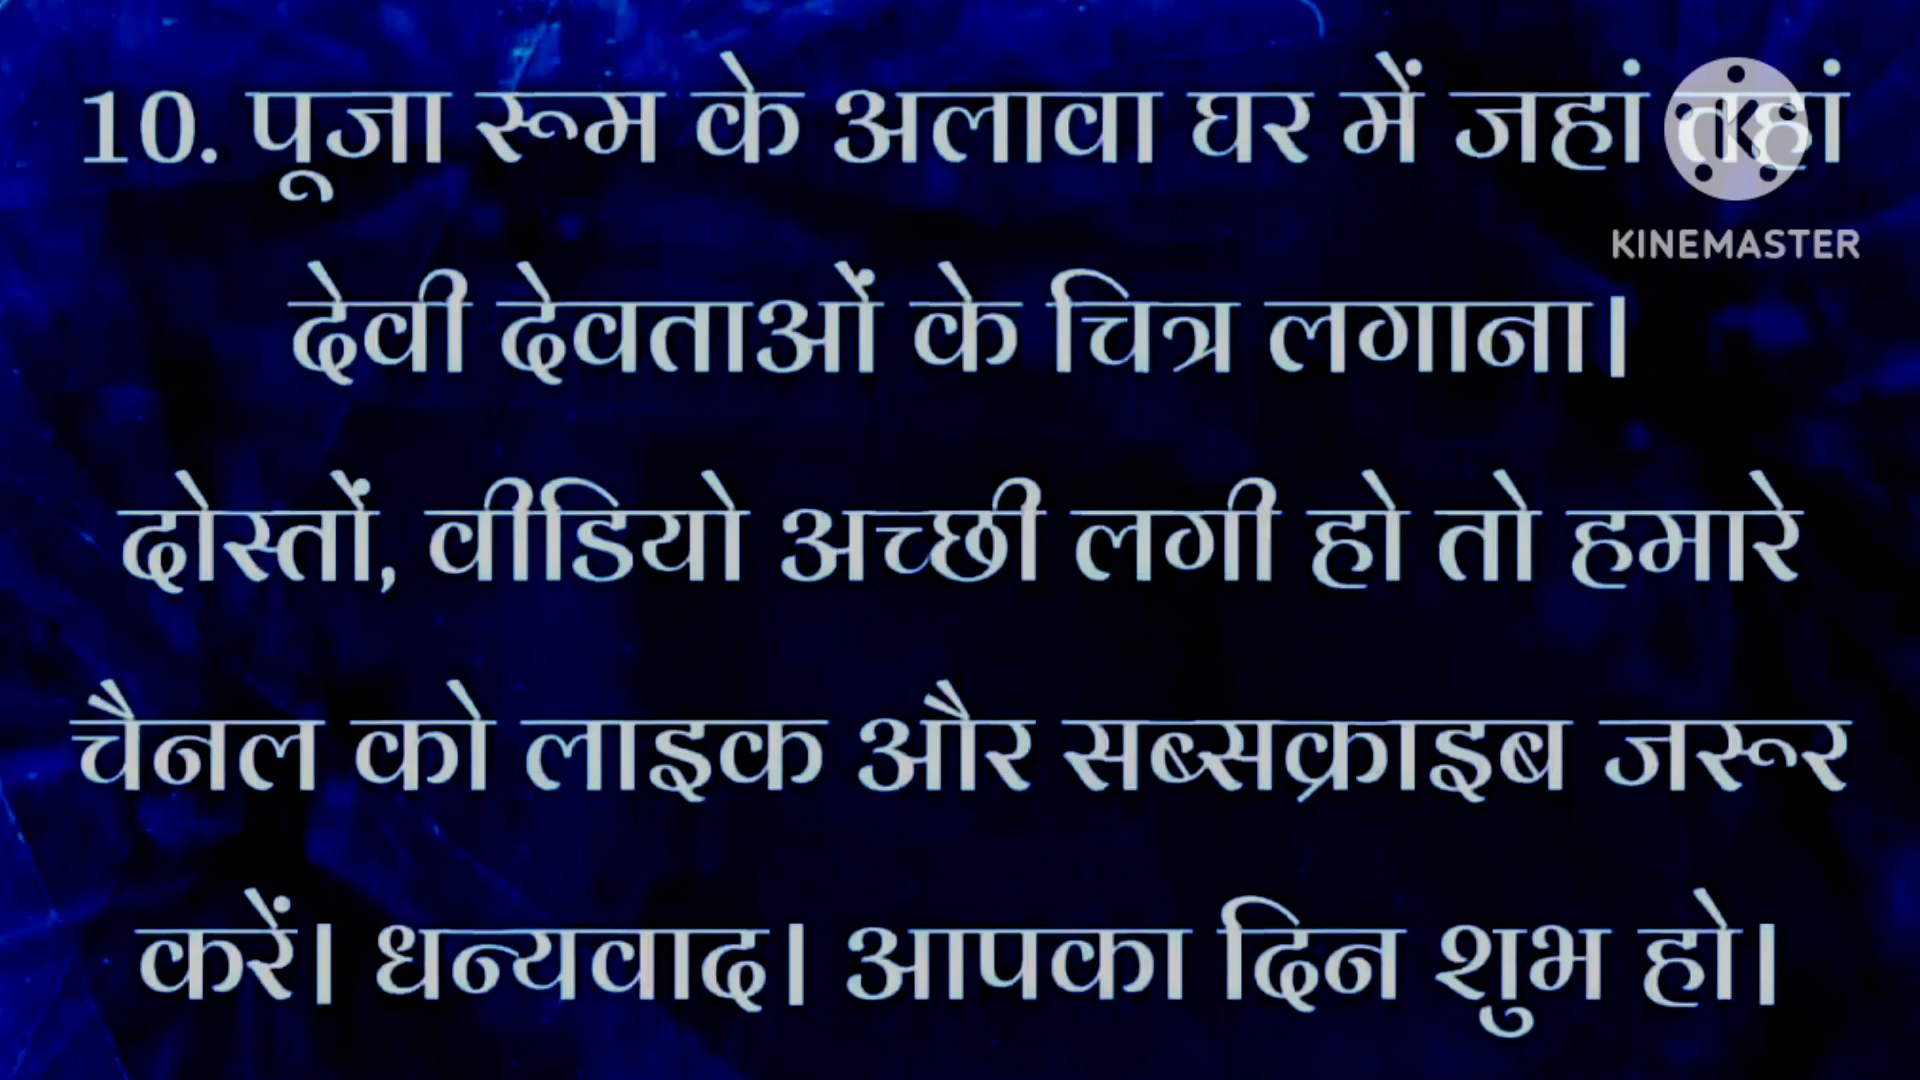 10. पूजा रूम के अलावा घर में जहां तहां
KINEMASTER
देवी देवताओं के चित्र लगाना।
दोस्तों, वीडियो अच्छी लगी हो तो हमारे
चैनल को लाइक और सब्सक्राइब जरूर
करें। धन्यवाद। आपका दिन शुभ हो।